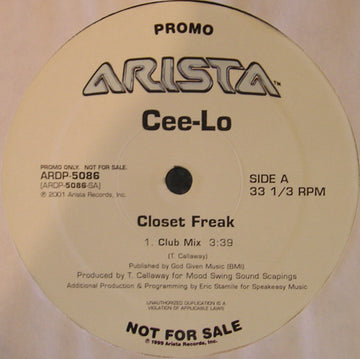 PROMO
ARISTA™
Cee-Lo
PROMO ONLY. NOT FOR SALE.
ARDP-5086
(ARDP-5086-SA)
℗ 2001 Arista Records, Inc.
SIDE A
33 1/3 RPM
Closet Freak
1. Club Mix 3:39
(T. Callaway)
Published by God Given Music (BMI)
Produced by T. Callaway for Mood Swing Sound Scapings
Additional Production & Programming by Eric Stamile for Speakeasy Music
UNAUTHORIZED DUPLICATION IS A
VIOLATION OF APPLICABLE LAWS
NOT FOR SALE
© 1999 Arista Records, Inc.